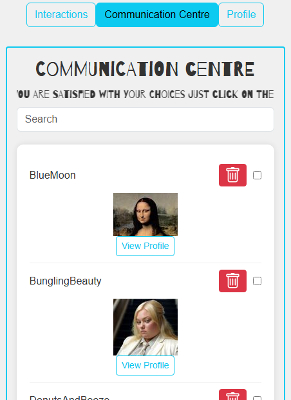 Interactions
Communication Centre
Profile
COMMUNICATION CENTRE
YOU ARE SATISFIED WITH YOUR CHOICES JUST CLICK ON THE
Search
BlueMoon
View Profile
BunglingBeauty
View Profile
DonutsAndBooze